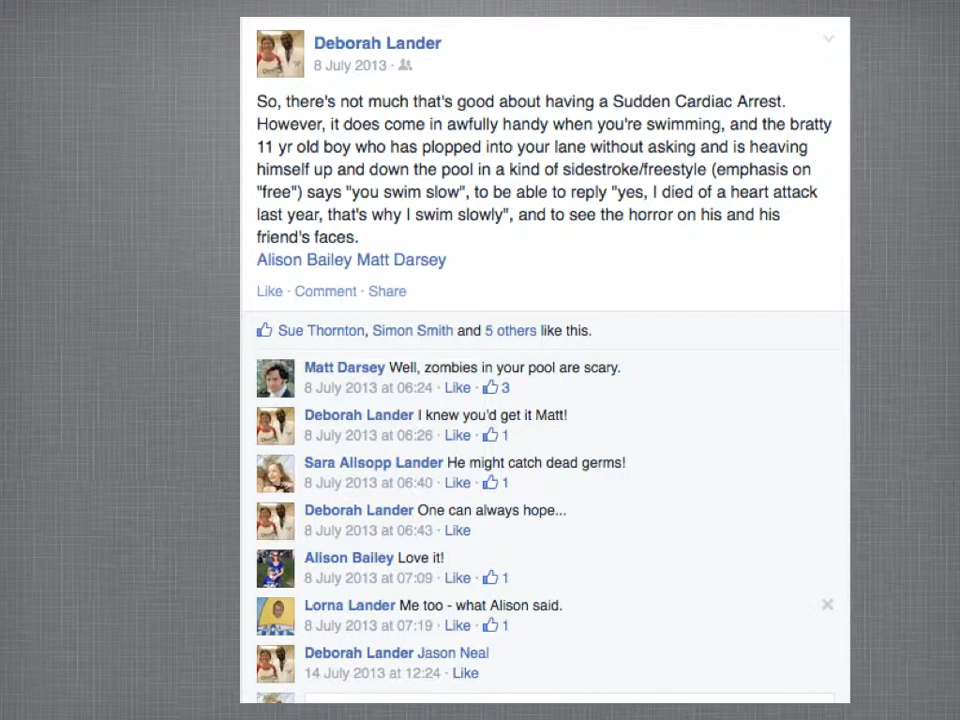 Deborah Lander
8 July 2013 ·
So, there's not much that's good about having a Sudden Cardiac Arrest.
However, it does come in awfully handy when you're swimming, and the bratty
11 yr old boy who has plopped into your lane without asking and is heaving
himself up and down the pool in a kind of sidestroke/freestyle (emphasis on
"free") says "you swim slow", to be able to reply "yes, I died of a heart attack
last year, that's why I swim slowly", and to see the horror on his and his
friend's faces.
Alison Bailey Matt Darsey
Like · Comment · Share
Sue Thornton, Simon Smith and 5 others like this.
Matt Darsey Well, zombies in your pool are scary.
8 July 2013 at 06:24 · Like · 3
Deborah Lander I knew you'd get it Matt!
8 July 2013 at 06:26 · Like · 1
Sara Allsopp Lander He might catch dead germs!
8 July 2013 at 06:40 · Like · 1
Deborah Lander One can always hope...
8 July 2013 at 06:43 · Like
Alison Bailey Love it!
8 July 2013 at 07:09 · Like · 1
Lorna Lander Me too - what Alison said.
8 July 2013 at 07:19 · Like · 1
Deborah Lander Jason Neal
14 July 2013 at 12:24 · Like